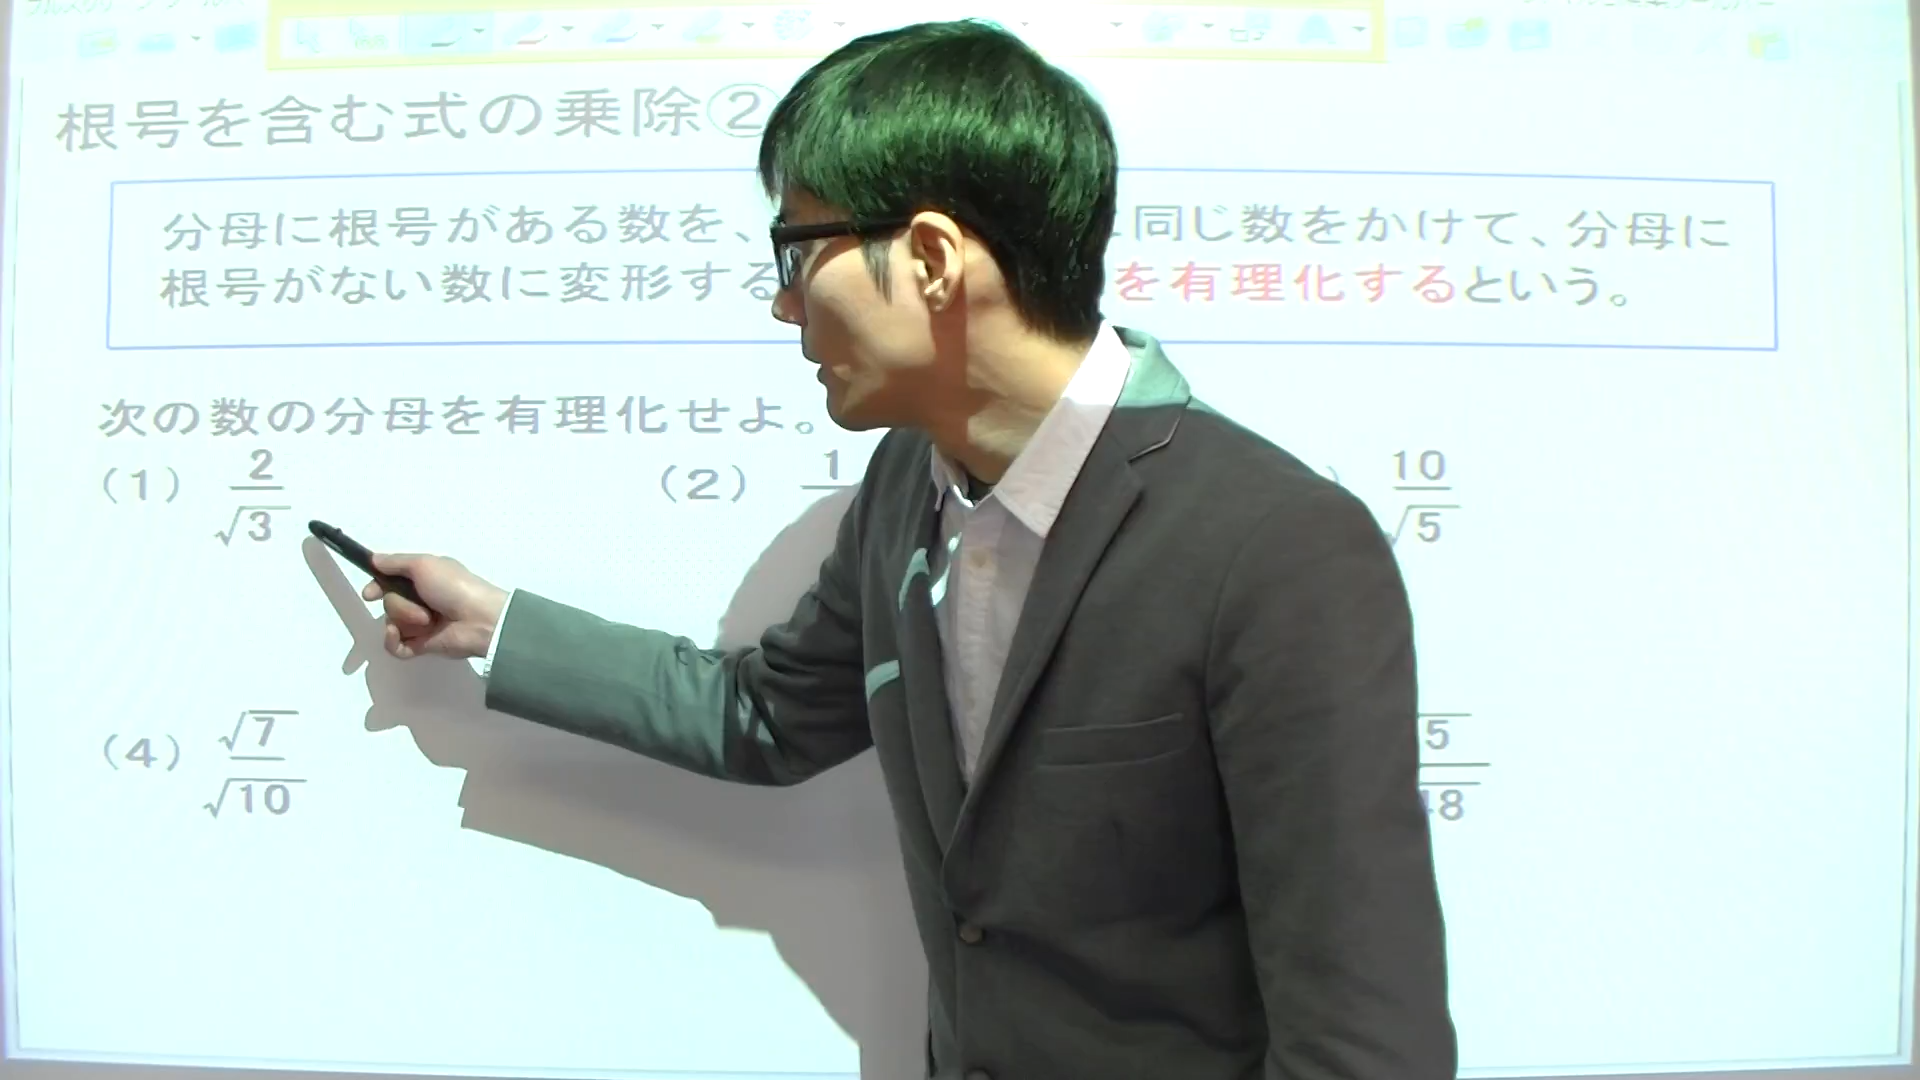 根号を含む式の乗除②
分母に根号がある数を、 同じ数をかけて、分母に
根号がない数に変形する を有理化するという。
次の数の分母を有理化せよ。
(1) 2/√3 (2) 1 10/√5
(4) √7/√10 5/48